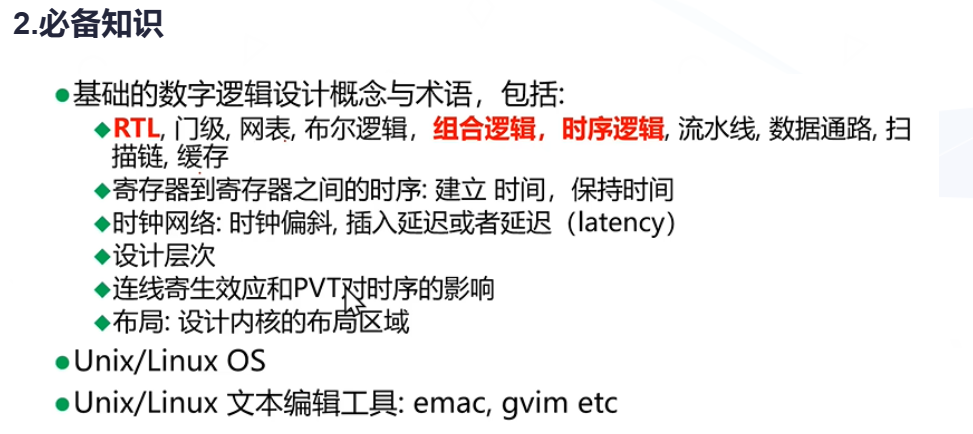 2.必备知识
●基础的数字逻辑设计概念与术语，包括:
◆RTL, 门级, 网表, 布尔逻辑，组合逻辑，时序逻辑, 流水线, 数据通路, 扫
描链, 缓存
◆寄存器到寄存器之间的时序: 建立 时间，保持时间
◆时钟网络: 时钟偏斜, 插入延迟或者延迟（latency）
◆设计层次
◆连线寄生效应和PVT对时序的影响
◆布局: 设计内核的布局区域
●Unix/Linux OS
●Unix/Linux 文本编辑工具: emac, gvim etc